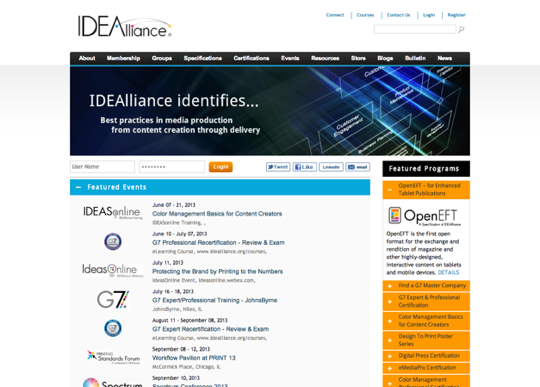 IDEAlliance®
Connect
Courses
Contact Us
Login
Register
About
Membership
Groups
Specifications
Certifications
Events
Resources
Store
Blogs
Bulletin
News
IDEAlliance identifies...
Best practices in media production
from content creation through delivery
Customer Engagement
User Name
••••••••
Login
Tweet
Like
LinkedIn
email
Featured Programs
Featured Events
OpenEFT – for Enhanced
Tablet Publications
IDEASonline
June 07 - 21, 2013
Color Management Basics for Content Creators
IDEASonline Training, ,
OpenEFT
June 10 - July 07, 2013
G7 Professional Recertification - Review & Exam
eLearning Course, www.idealliance.org/courses,
OpenEFT is the first open
format for the exchange and
rendition of magazine and
other highly-designed,
interactive content on tablets
and mobile devices. DETAILS
IdeasOnline
July 11, 2013
Protecting the Brand by Printing to the Numbers
IdeasOnline Event, idealliance.webex.com,
Find a G7 Master Company
G7
July 16 - 18, 2013
G7 Expert/Professional Training - JohnsByrne
JohnsByrne, Niles, IL
G7 Expert & Professional
Certification
August 11 - September 08, 2013
G7 Expert Recertification - Review & Exam
eLearning Course, www.idealliance.org/courses,
Color Management Basics
for Content Creators
Design To Print Poster
Series
PRINTING
Standards Forum
September 08 - 12, 2013
Workflow Pavilion at PRINT 13
McCormick Place, Chicago, IL
Digital Press Certification
eMediaPro Certification
Spectrum
September 10, 2013
Color Management